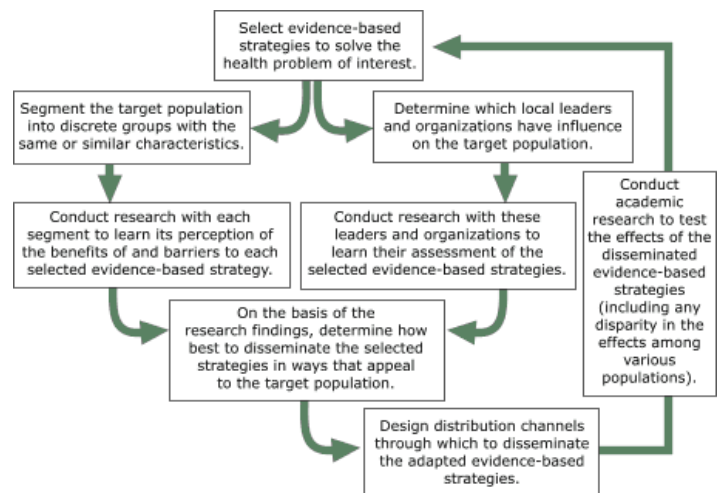 Select evidence-based
strategies to solve the
health problem of interest.
Segment the target population
into discrete groups with the
same or similar characteristics.
Determine which local leaders
and organizations have influence
on the target population.
Conduct research with each
segment to learn its perception of
the benefits of and barriers to each
selected evidence-based strategy.
Conduct research with these
leaders and organizations to
learn their assessment of the
selected evidence-based strategies.
On the basis of the
research findings, determine how
best to disseminate the selected
strategies in ways that appeal
to the target population.
Design distribution channels
through which to disseminate
the adapted evidence-based
strategies.
Conduct
academic
research to test
the effects of the
disseminated
evidence-based
strategies
(including any
disparity in the
effects among
various
populations).